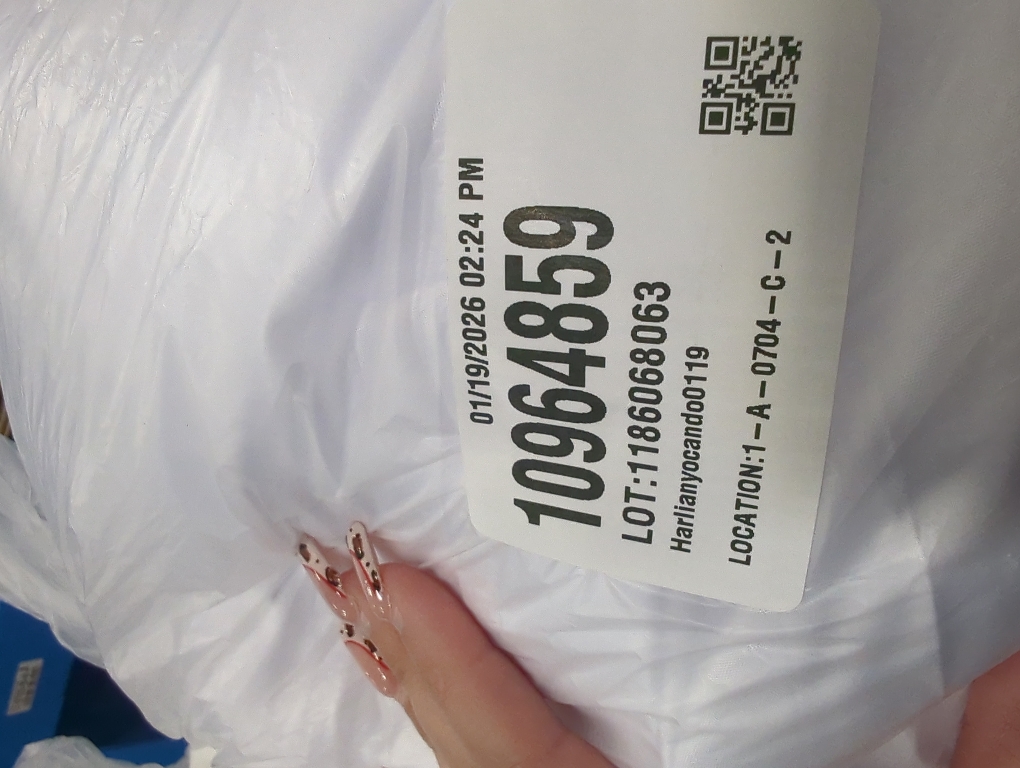 01/19/2026 02:24 PM
10964859
LOT:1186068063
Harlianyocando0119
LOCATION:1-A-0704-C-2